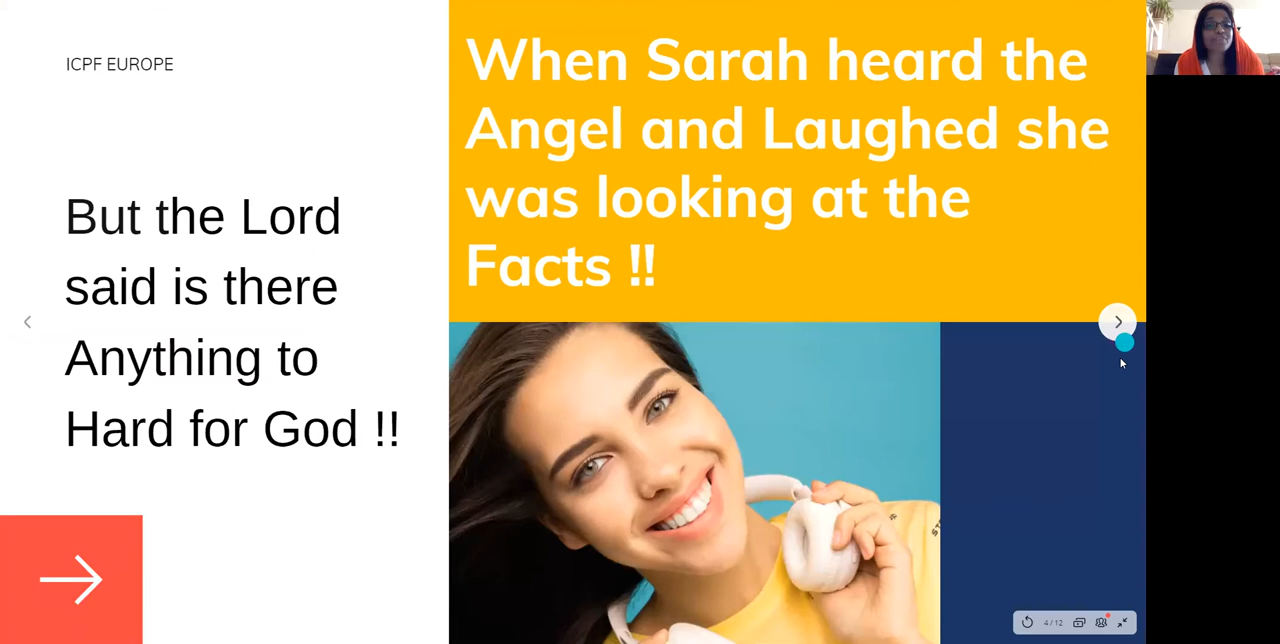 ICPF EUROPE
But the Lord
said is there
Anything to
Hard for God !!
When Sarah heard the
Angel and Laughed she
was looking at the
Facts !!
4 / 12